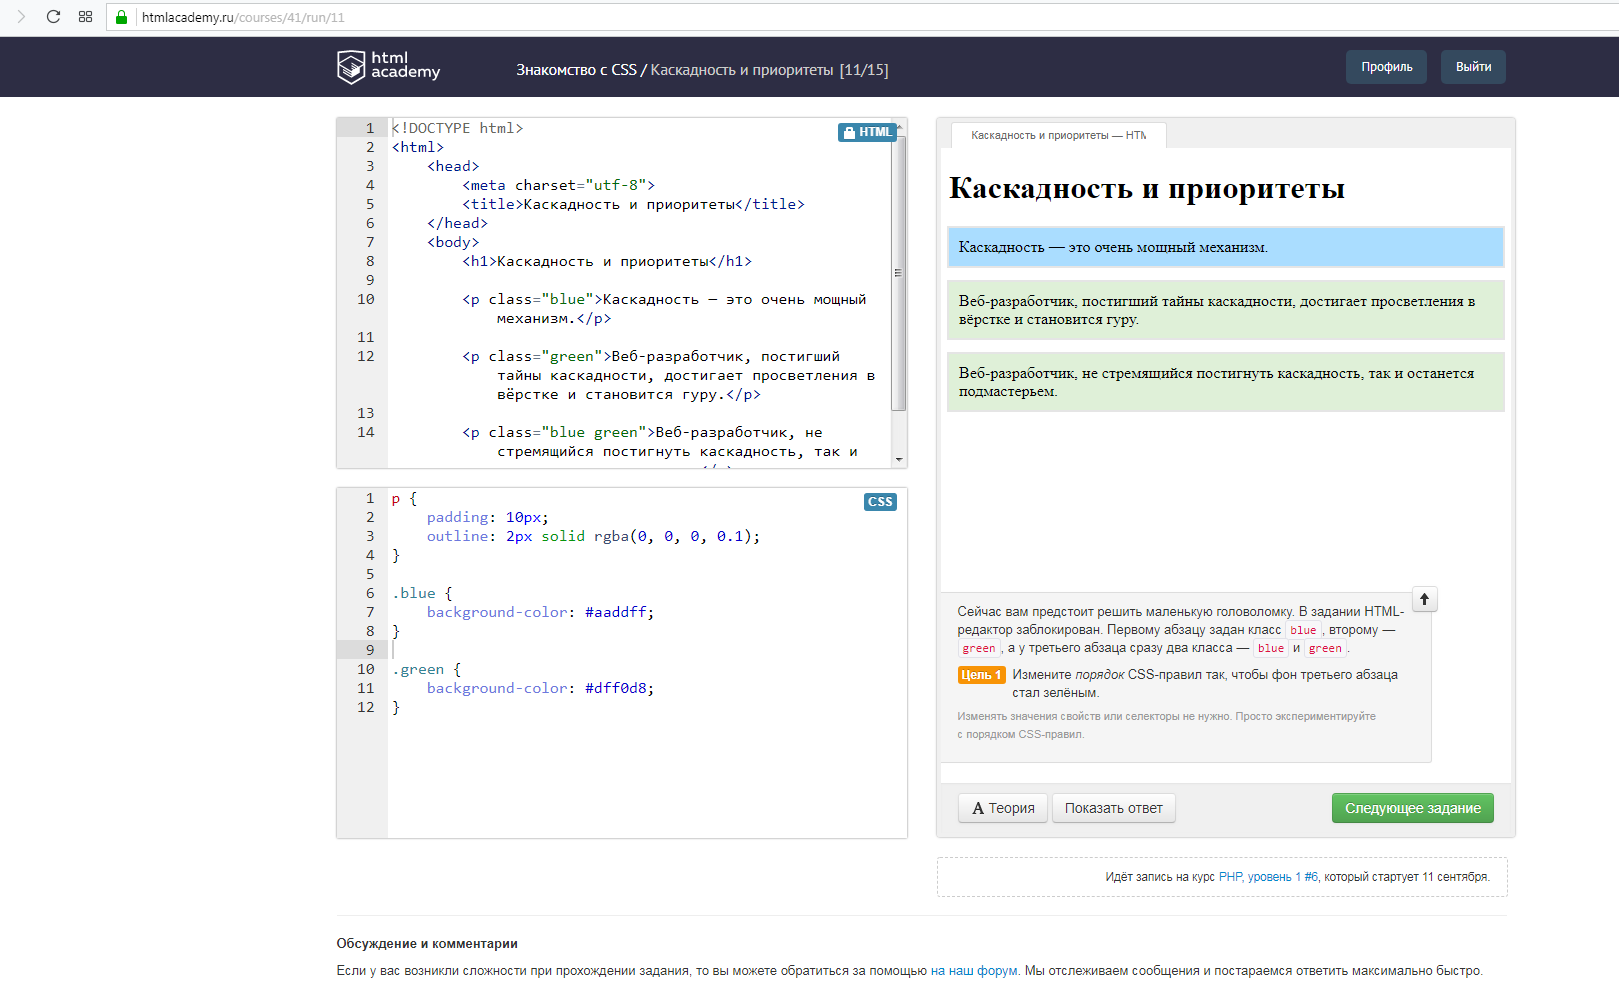 htmlacademy.ru/courses/41/run/11
html
academy
Знакомство с CSS / Каскадность и приоритеты [11/15]
Профиль
Выйти
HTML
1 <!DOCTYPE html>
2 <html>
3 <head>
4 <meta charset="utf-8">
5 <title>Каскадность и приоритеты</title>
6 </head>
7 <body>
8 <h1>Каскадность и приоритеты</h1>
9
10 <p class="blue">Каскадность — это очень мощный
механизм.</p>
11
12 <p class="green">Веб-разработчик, постигший
тайны каскадности, достигает просветления в
вёрстке и становится гуру.</p>
13
14 <p class="blue green">Веб-разработчик, не
стремящийся постигнуть каскадность, так и
CSS
1 p {
2 padding: 10px;
3 outline: 2px solid rgba(0, 0, 0, 0.1);
4 }
5
6 .blue {
7 background-color: #aaddff;
8 }
9
10 .green {
11 background-color: #dff0d8;
12 }
Каскадность и приоритеты — HTM
Каскадность и приоритеты
Каскадность — это очень мощный механизм.
Веб-разработчик, постигший тайны каскадности, достигает просветления в
вёрстке и становится гуру.
Веб-разработчик, не стремящийся постигнуть каскадность, так и останется
подмастерьем.
Сейчас вам предстоит решить маленькую головоломку. В задании HTML-
редактор заблокирован. Первому абзацу задан класс blue, второму —
green, а у третьего абзаца сразу два класса — blue и green.
Цель 1 Измените порядок CSS-правил так, чтобы фон третьего абзаца
стал зелёным.
Изменять значения свойств или селекторы не нужно. Просто экспериментируйте
с порядком CSS-правил.
A Теория
Показать ответ
Следующее задание
Идёт запись на курс PHP, уровень 1 #6, который стартует 11 сентября.
Обсуждение и комментарии
Если у вас возникли сложности при прохождении задания, то вы можете обратиться за помощью на наш форум. Мы отслеживаем сообщения и постараемся ответить максимально быстро.